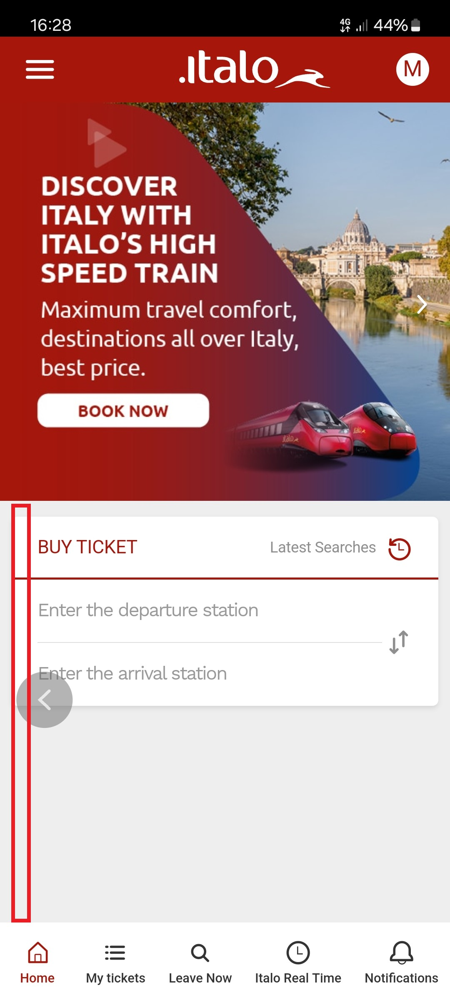 16:28
4G
44%
.italo
M
DISCOVER
ITALY WITH
ITALO'S HIGH
SPEED TRAIN
Maximum travel comfort,
destinations all over Italy,
best price.
BOOK NOW
italo
italo
BUY TICKET
Latest Searches
Enter the departure station
Enter the arrival station
Home
My tickets
Leave Now
Italo Real Time
Notifications